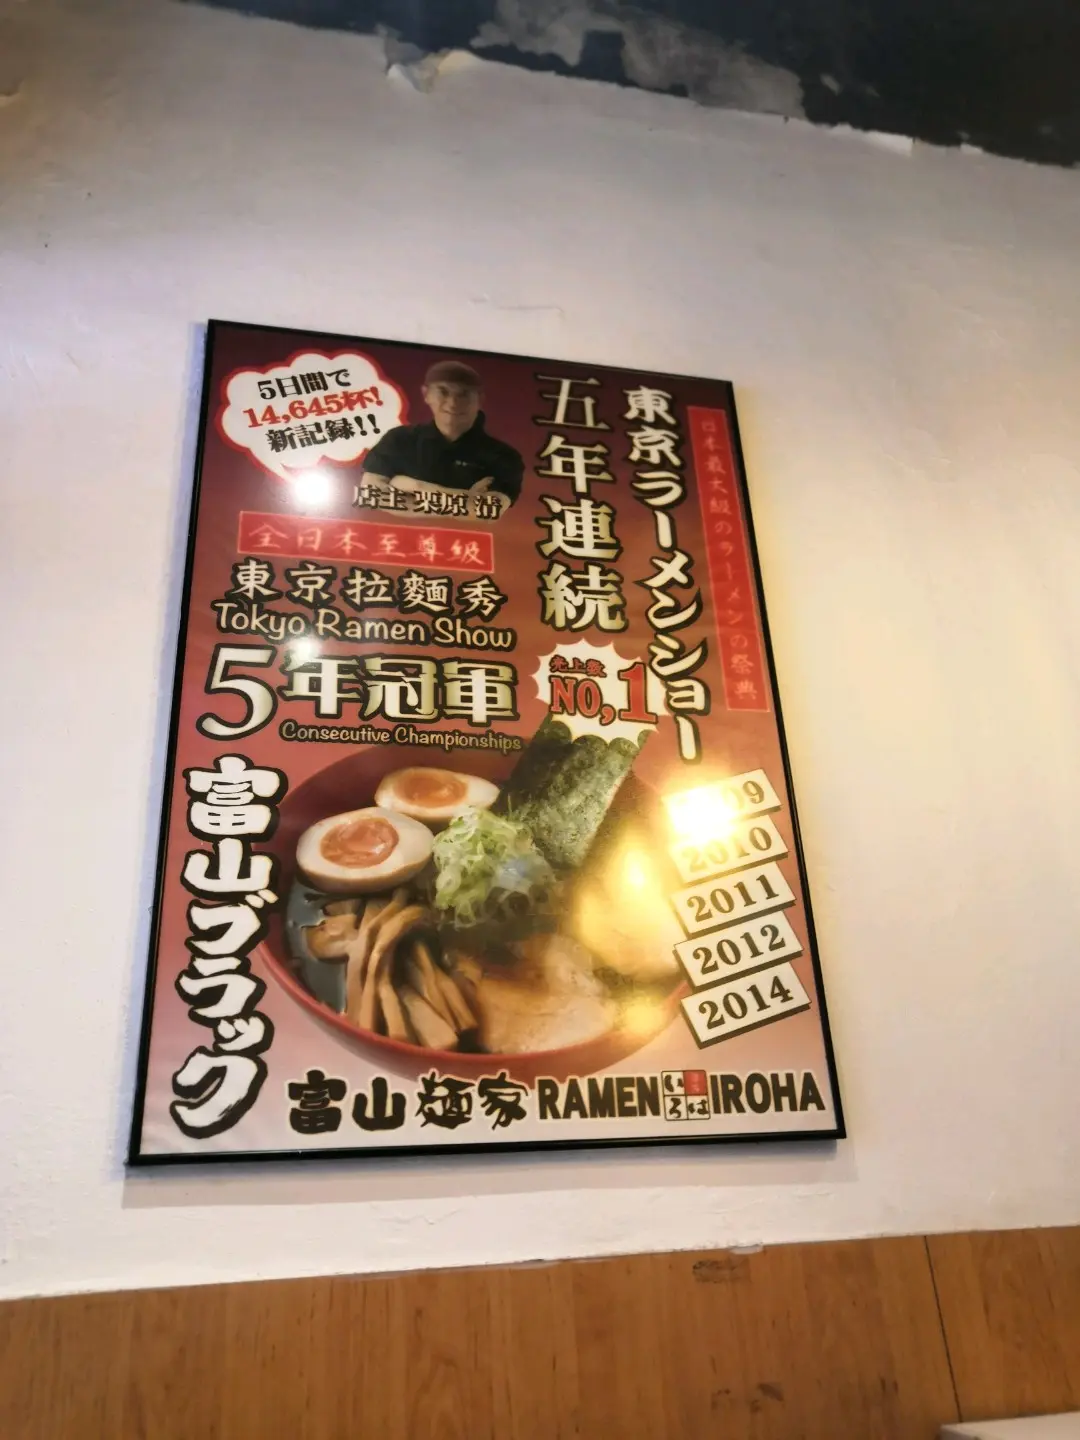 5日間で
14,645杯!
新記録!!
店主 栗原 清
日本最大級のラーメンの祭典
東京ラーメンショー
五年連続
売上数
NO,1
全日本至尊級
東京拉麵秀
Tokyo Ramen Show
5年冠軍
Consecutive Championships
富山ブラック
2010
2011
2012
2014
富山麺家 RAMEN いろは IROHA